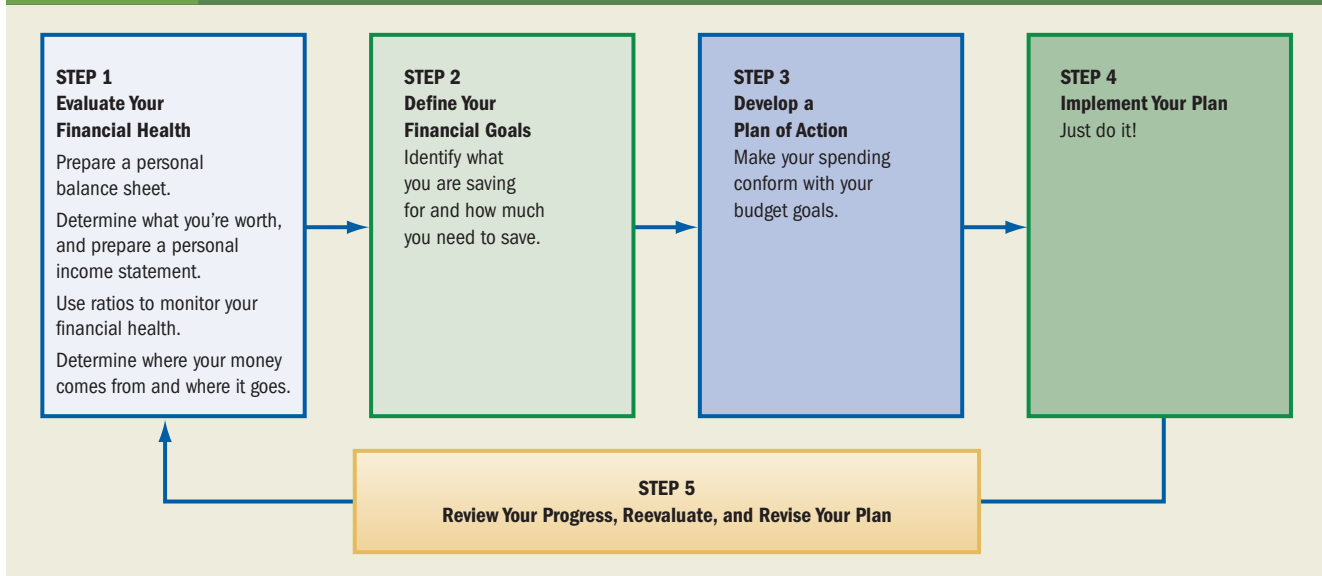 STEP 1
Evaluate Your
Financial Health
Prepare a personal
balance sheet.
Determine what you’re worth,
and prepare a personal
income statement.
Use ratios to monitor your
financial health.
Determine where your money
comes from and where it goes.
STEP 2
Define Your
Financial Goals
Identify what
you are saving
for and how much
you need to save.
STEP 3
Develop a
Plan of Action
Make your spending
conform with your
budget goals.
STEP 4
Implement Your Plan
Just do it!
STEP 5
Review Your Progress, Reevaluate, and Revise Your Plan